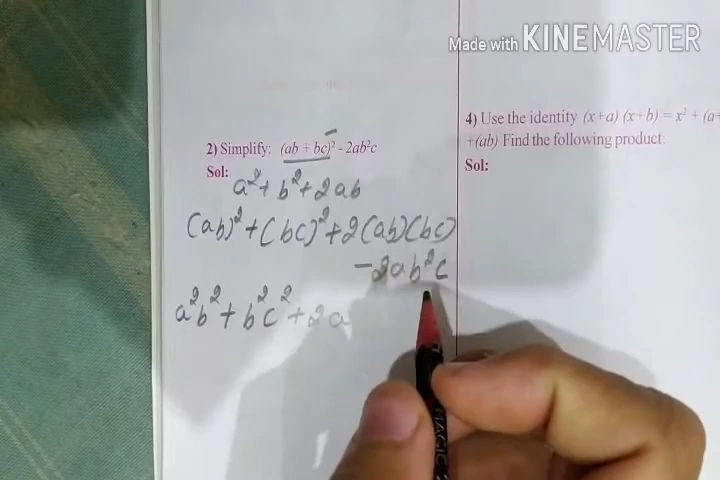 Made with KINEMASTER
2) Simplify: (ab + bc)² - 2ab²c
Sol:
a² + b² + 2ab
(ab)² + (bc)² + 2(ab)(bc)
- 2ab²c
a²b² + b²c² + 2a
4) Use the identity (x+a) (x+b) = x² + (a+
+(ab) Find the following product:
Sol:
MAGIC